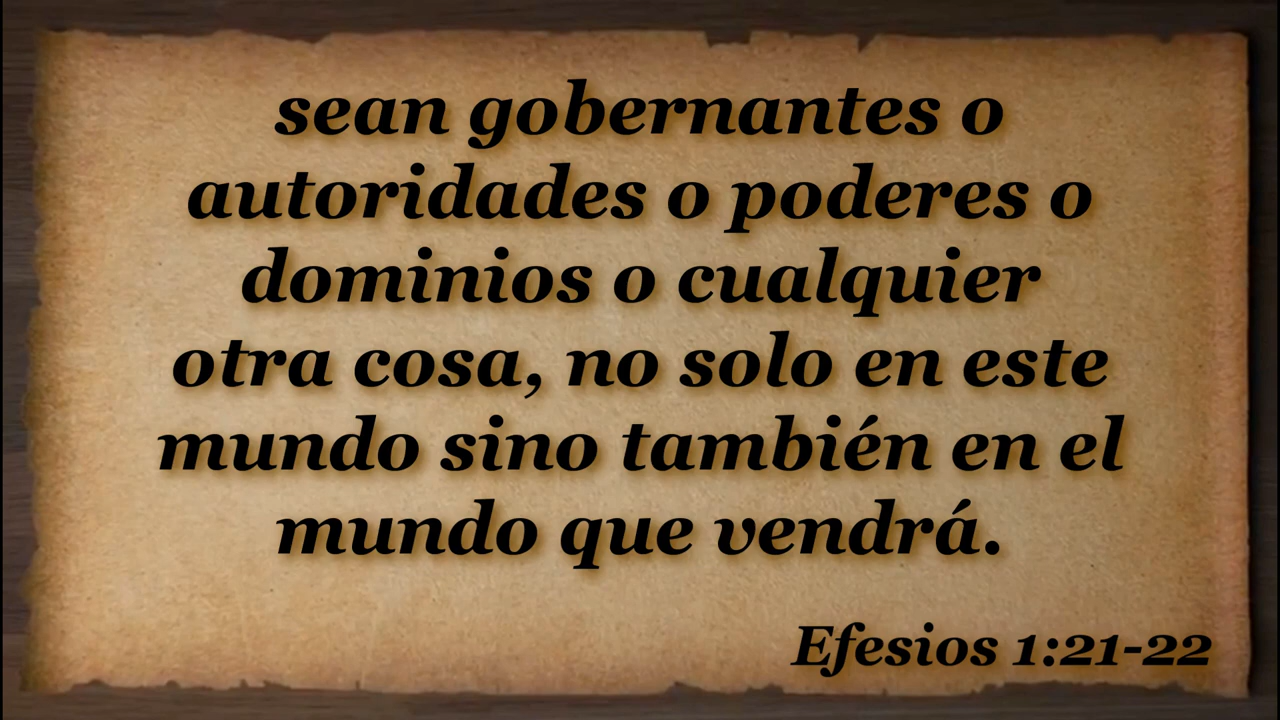 sean gobernantes o
autoridades o poderes o
dominios o cualquier
otra cosa, no solo en este
mundo sino también en el
mundo que vendrá.
Efesios 1:21-22